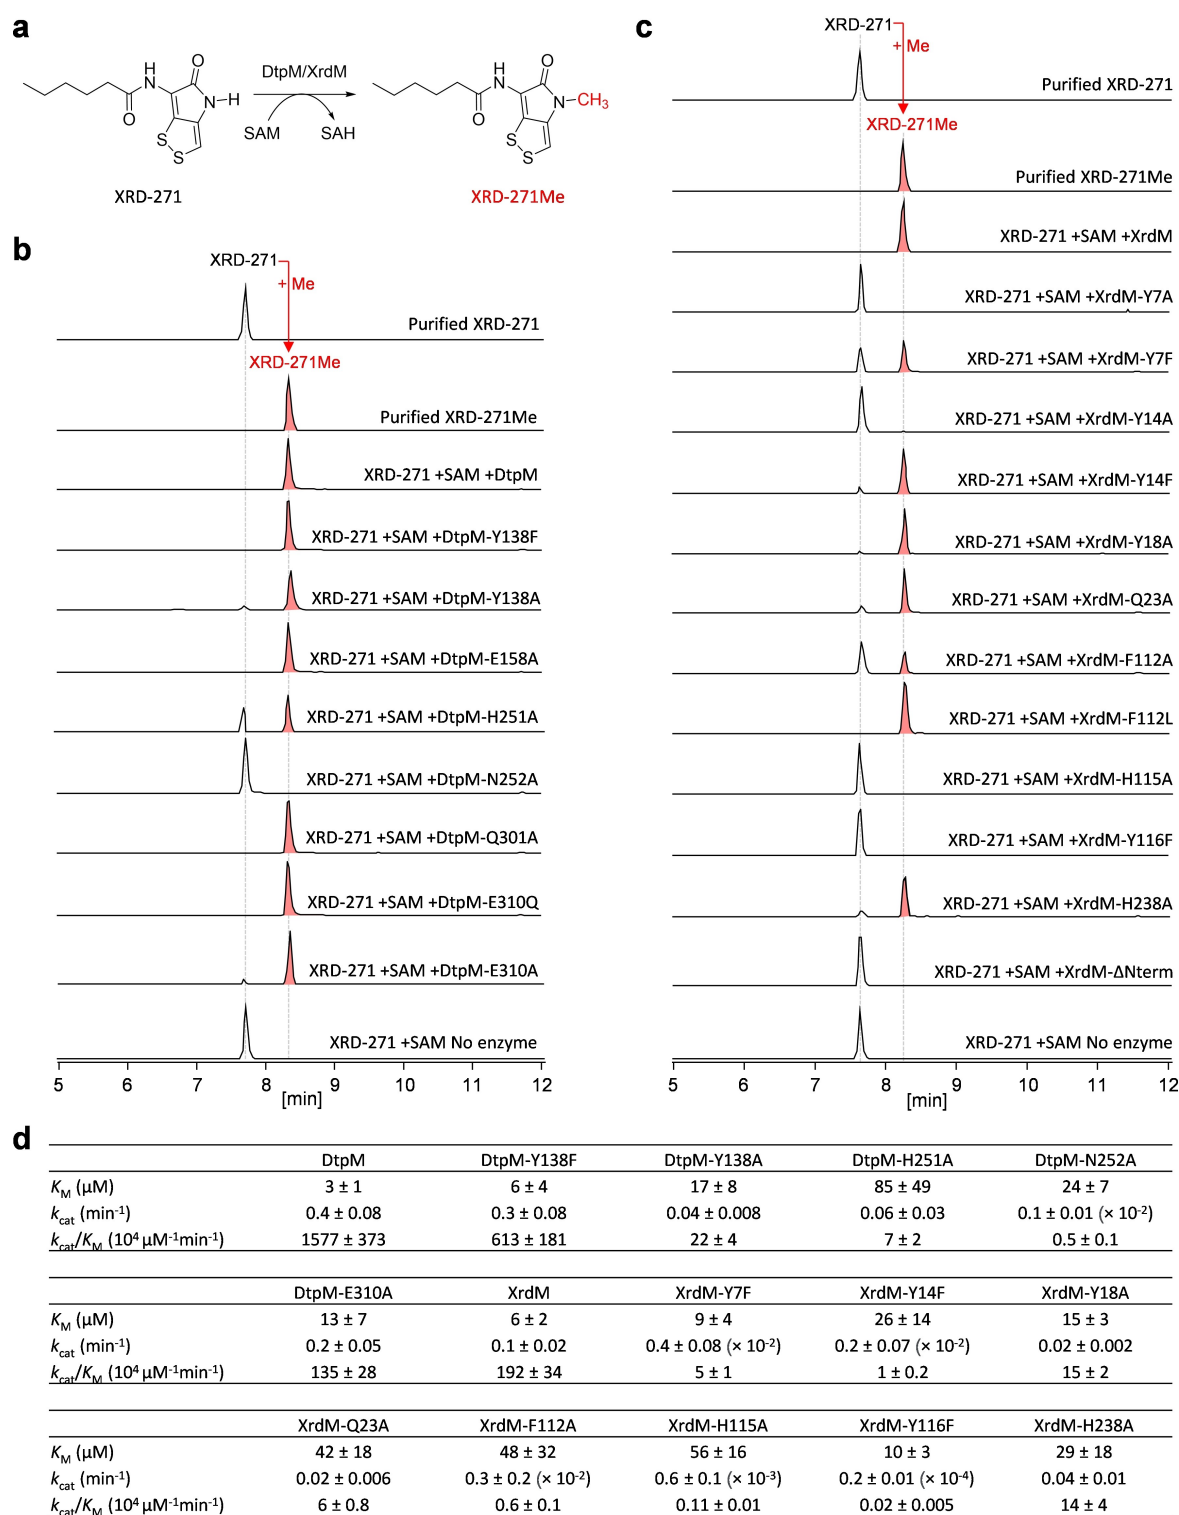 a
H
N
O
O
N
H
S
S
DtpM/XrdM
SAM
SAH
H
N
O
O
N
CH₃
S
S
XRD-271
XRD-271Me
b
XRD-271
+ Me
Purified XRD-271
XRD-271Me
Purified XRD-271Me
XRD-271 +SAM +DtpM
XRD-271 +SAM +DtpM-Y138F
XRD-271 +SAM +DtpM-Y138A
XRD-271 +SAM +DtpM-E158A
XRD-271 +SAM +DtpM-H251A
XRD-271 +SAM +DtpM-N252A
XRD-271 +SAM +DtpM-Q301A
XRD-271 +SAM +DtpM-E310Q
XRD-271 +SAM +DtpM-E310A
XRD-271 +SAM No enzyme
5 6 7 8 9 10 11 12
[min]
c
XRD-271
+ Me
Purified XRD-271
XRD-271Me
Purified XRD-271Me
XRD-271 +SAM +XrdM
XRD-271 +SAM +XrdM-Y7A
XRD-271 +SAM +XrdM-Y7F
XRD-271 +SAM +XrdM-Y14A
XRD-271 +SAM +XrdM-Y14F
XRD-271 +SAM +XrdM-Y18A
XRD-271 +SAM +XrdM-Q23A
XRD-271 +SAM +XrdM-F112A
XRD-271 +SAM +XrdM-F112L
XRD-271 +SAM +XrdM-H115A
XRD-271 +SAM +XrdM-Y116F
XRD-271 +SAM +XrdM-H238A
XRD-271 +SAM +XrdM-ΔNterm
XRD-271 +SAM No enzyme
5 6 7 8 9 10 11 12
[min]
d
DtpM DtpM-Y138F DtpM-Y138A DtpM-H251A DtpM-N252A
K_M (μM) 3 ± 1 6 ± 4 17 ± 8 85 ± 49 24 ± 7
k_cat (min⁻¹) 0.4 ± 0.08 0.3 ± 0.08 0.04 ± 0.008 0.06 ± 0.03 0.1 ± 0.01 (× 10⁻²)
k_cat/K_M (10⁴ μM⁻¹min⁻¹) 1577 ± 373 613 ± 181 22 ± 4 7 ± 2 0.5 ± 0.1
DtpM-E310A XrdM XrdM-Y7F XrdM-Y14F XrdM-Y18A
K_M (μM) 13 ± 7 6 ± 2 9 ± 4 26 ± 14 15 ± 3
k_cat (min⁻¹) 0.2 ± 0.05 0.1 ± 0.02 0.4 ± 0.08 (× 10⁻²) 0.2 ± 0.07 (× 10⁻²) 0.02 ± 0.002
k_cat/K_M (10⁴ μM⁻¹min⁻¹) 135 ± 28 192 ± 34 5 ± 1 1 ± 0.2 15 ± 2
XrdM-Q23A XrdM-F112A XrdM-H115A XrdM-Y116F XrdM-H238A
K_M (μM) 42 ± 18 48 ± 32 56 ± 16 10 ± 3 29 ± 18
k_cat (min⁻¹) 0.02 ± 0.006 0.3 ± 0.2 (× 10⁻²) 0.6 ± 0.1 (× 10⁻³) 0.2 ± 0.01 (× 10⁻⁴) 0.04 ± 0.01
k_cat/K_M (10⁴ μM⁻¹min⁻¹) 6 ± 0.8 0.6 ± 0.1 0.11 ± 0.01 0.02 ± 0.005 14 ± 4